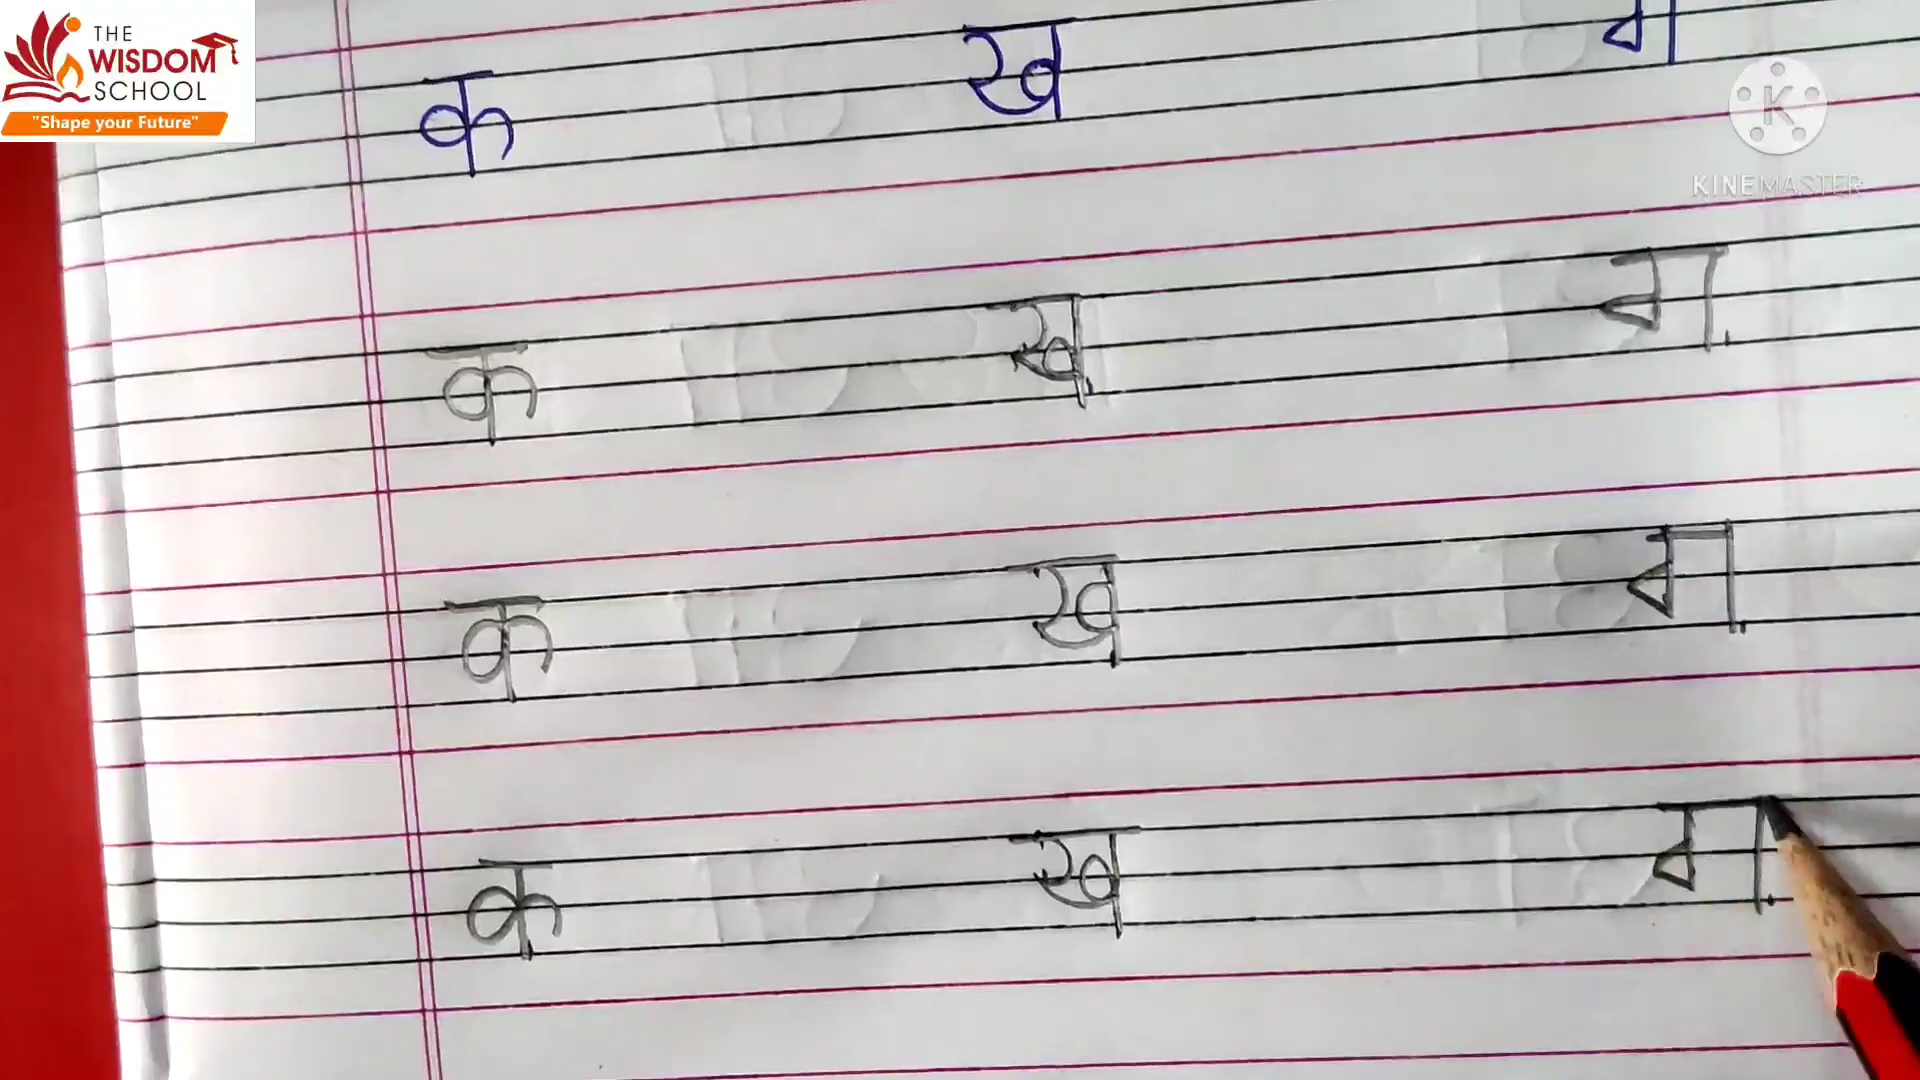 THE
WISDOM
SCHOOL
"Shape your Future"
क ख ग
KINEMASTER
क ख ग
क ख ग
क ख ग